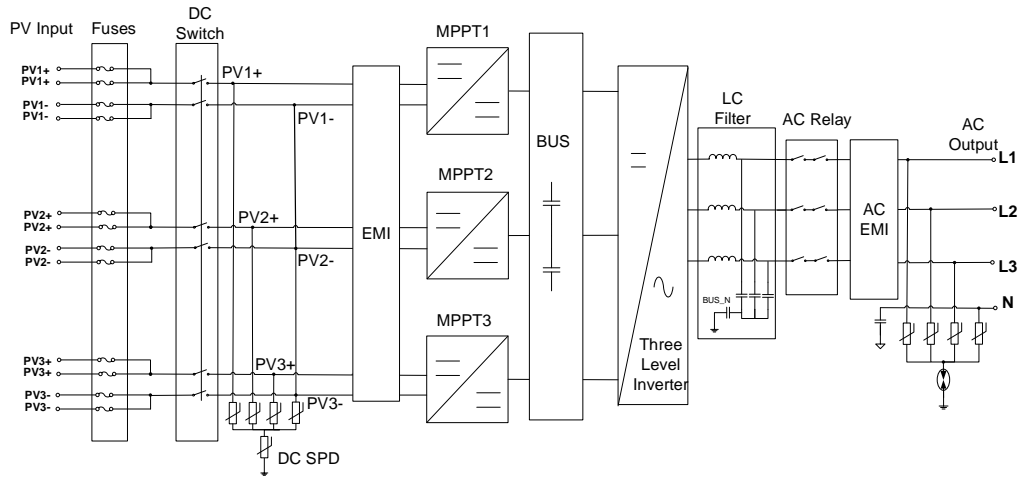 PV Input
Fuses
DC
Switch
PV1+
PV1+
PV1-
PV1-
PV1+
PV1-
PV2+
PV2+
PV2-
PV2-
PV2+
PV2-
PV3+
PV3+
PV3-
PV3-
PV3+
PV3-
DC SPD
EMI
MPPT1
MPPT2
MPPT3
BUS
Three
Level
Inverter
LC
Filter
BUS_N
AC Relay
AC
EMI
AC
Output
L1
L2
L3
N